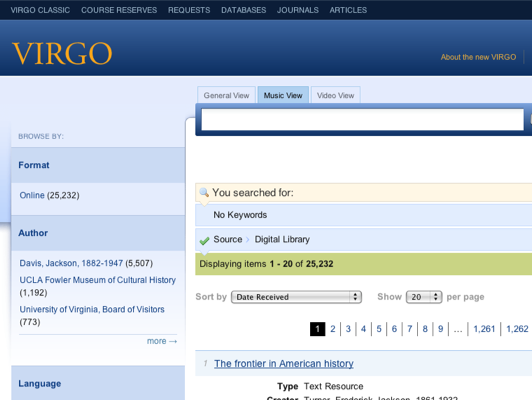 VIRGO CLASSIC COURSE RESERVES REQUESTS DATABASES JOURNALS ARTICLES
VIRGO
About the new VIRGO
General View Music View Video View
BROWSE BY:
Format
Online (25,232)
Author
Davis, Jackson, 1882-1947 (5,507)
UCLA Fowler Museum of Cultural History
(1,192)
University of Virginia, Board of Visitors
(773)
more →
Language
You searched for:
No Keywords
Source › Digital Library
Displaying items 1 - 20 of 25,232
Sort by Date Received Show 20 per page
1 2 3 4 5 6 7 8 9 ... 1,261 1,262
1 The frontier in American history
Type Text Resource
Creator Turner, Frederick Jackson, 1861-1932